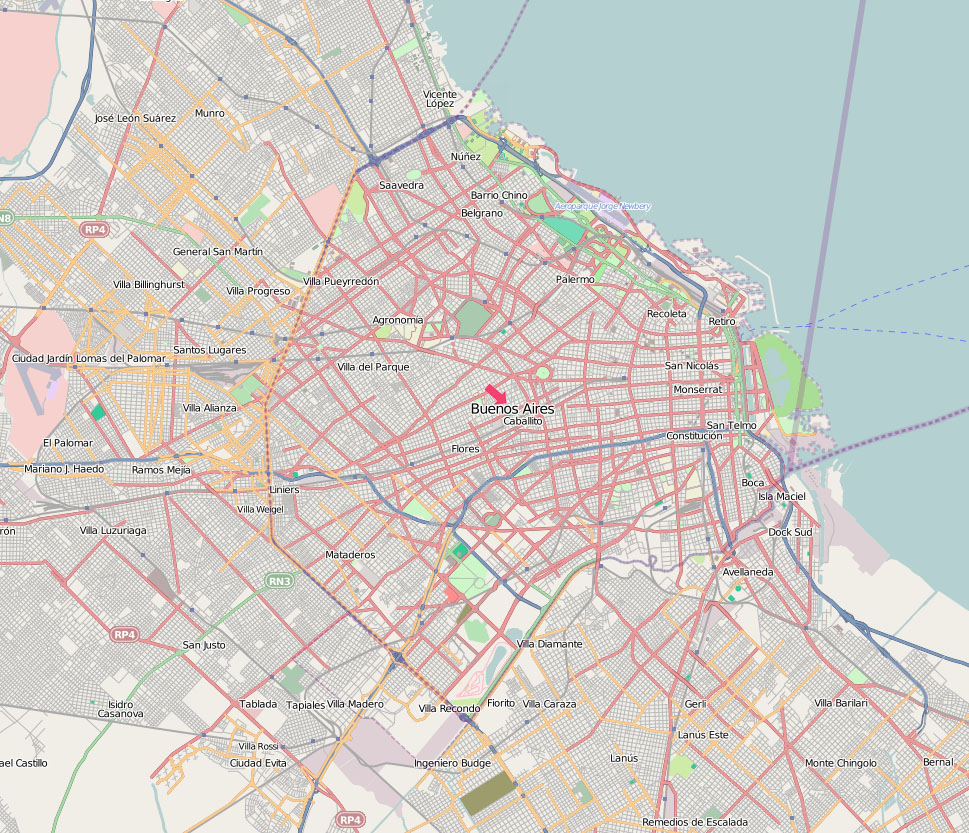 Vicente
López
José León Suárez
Munro
Núñez
Saavedra
Barrio Chino
Aeroparque Jorge Newbery
Belgrano
N8
RP4
General San Martín
Palermo
Villa Pueyrredón
Villa Billinghurst
Villa Progreso
Recoleta
Retiro
Agronomía
Santos Lugares
Ciudad Jardín Lomas del Palomar
Villa del Parque
San Nicolás
Monserrat
Villa Alianza
Buenos Aires
Caballito
San Telmo
Constitución
El Palomar
Flores
Mariano J. Haedo
Ramos Mejía
Liniers
Boca
Isla Maciel
Villa Weigel
rón
Villa Luzuriaga
Dock Sud
Mataderos
Avellaneda
RN3
RP4
San Justo
Villa Diamante
Isidro
Casanova
Tablada
Tapiales
Villa Madero
Villa Recondo
Fiorito
Villa Caraza
Gerli
Villa Barilari
Lanús Este
Villa Rossi
Ciudad Evita
ael Castillo
Ingeniero Budge
Lanús
Monte Chingolo
Bernal
RP4
Remedios de Escalada